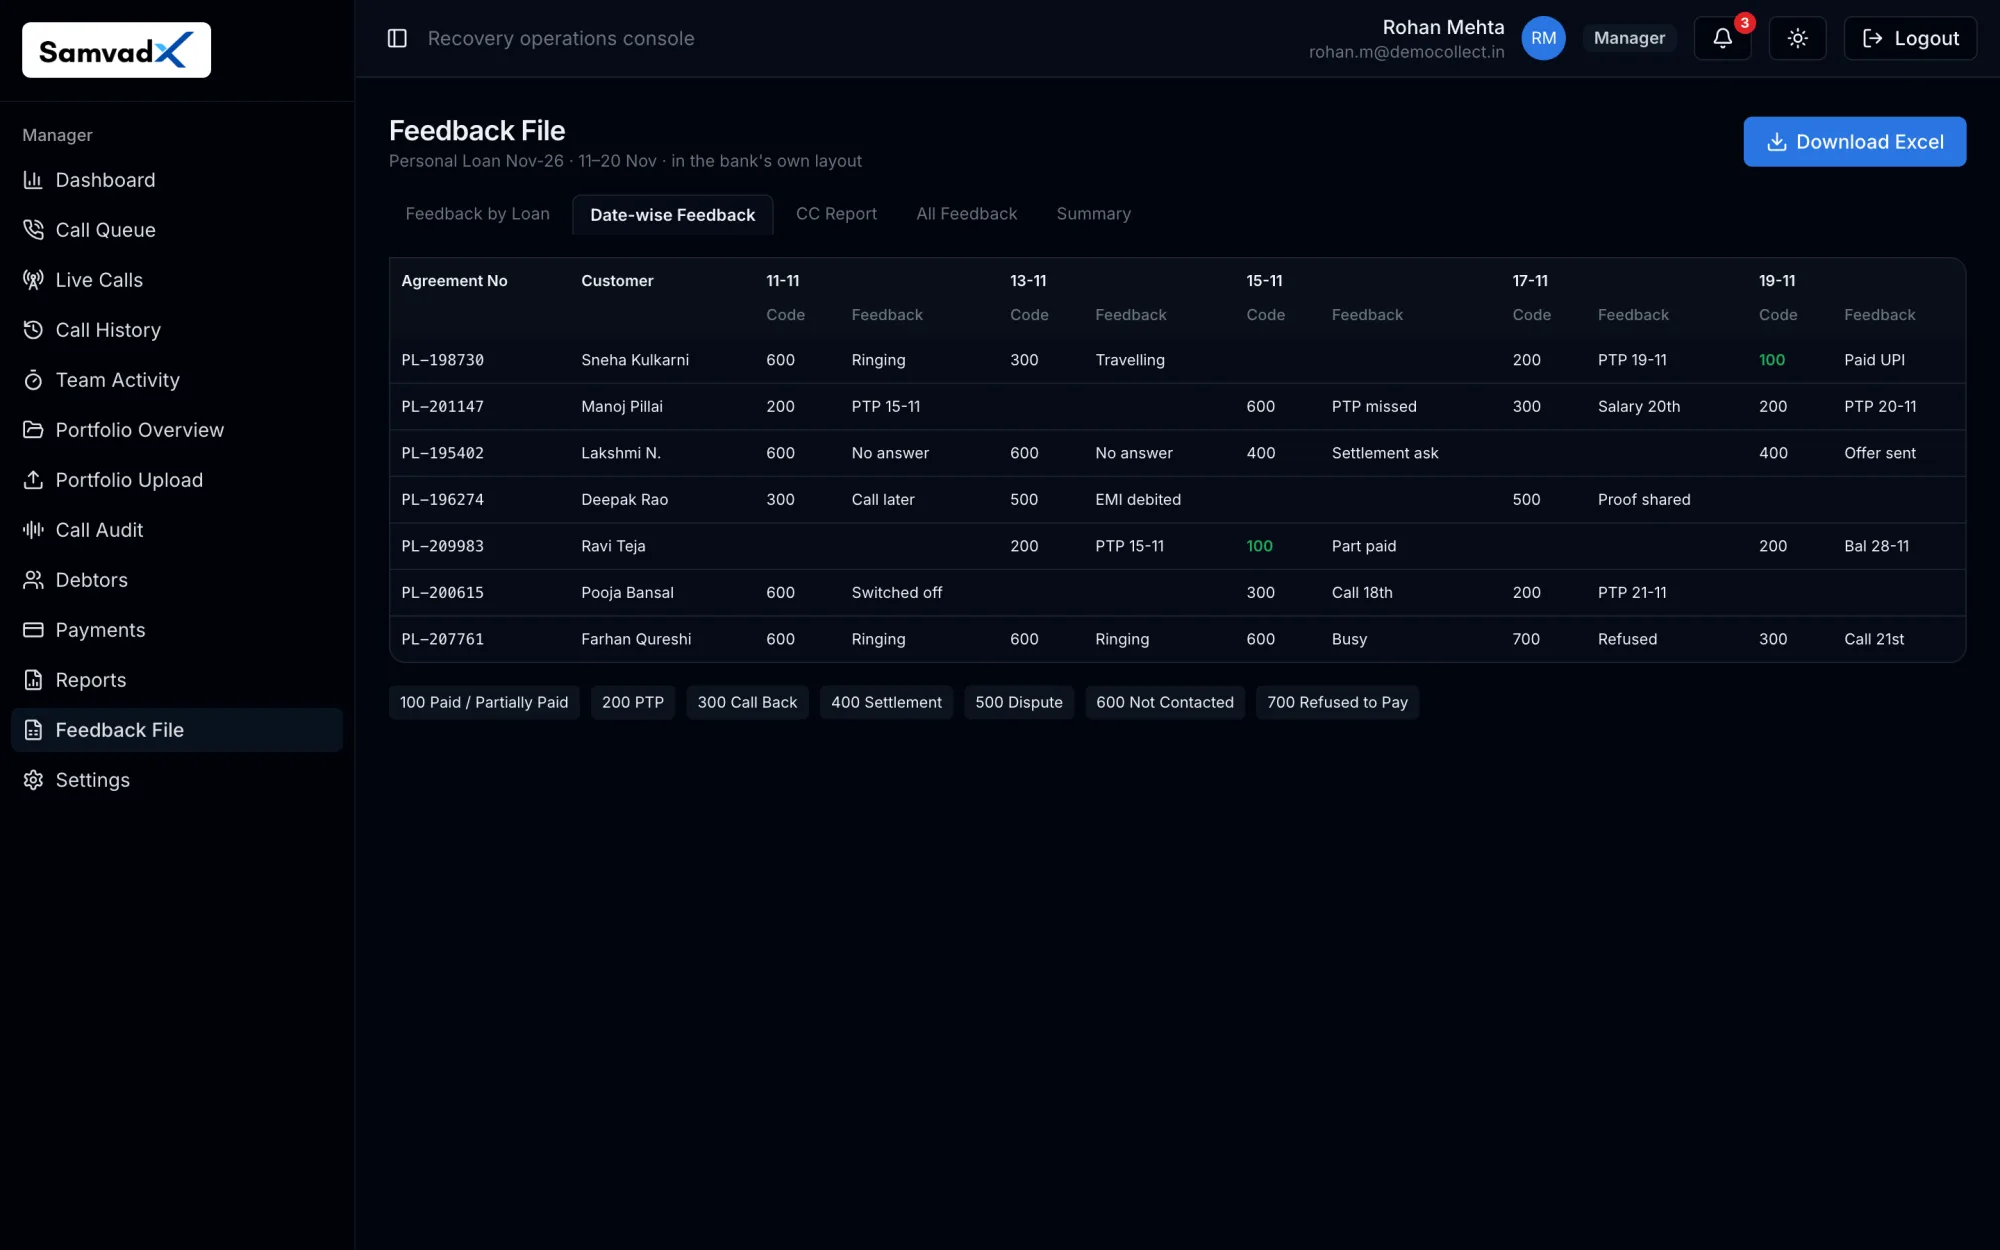 SamvadX
Recovery operations console
Rohan Mehta
rohan.m@democollect.in
RM
Manager
3
Logout
Manager
Dashboard
Call Queue
Live Calls
Call History
Team Activity
Portfolio Overview
Portfolio Upload
Call Audit
Debtors
Payments
Reports
Feedback File
Settings
Feedback File
Personal Loan Nov-26 · 11–20 Nov · in the bank's own layout
Download Excel
Feedback by Loan Date-wise Feedback CC Report All Feedback Summary
Agreement No Customer 11-11 13-11 15-11 17-11 19-11
Code Feedback Code Feedback Code Feedback Code Feedback Code Feedback
PL-198730 Sneha Kulkarni 600 Ringing 300 Travelling 200 PTP 19-11 100 Paid UPI
PL-201147 Manoj Pillai 200 PTP 15-11 600 PTP missed 300 Salary 20th 200 PTP 20-11
PL-195402 Lakshmi N. 600 No answer 600 No answer 400 Settlement ask 400 Offer sent
PL-196274 Deepak Rao 300 Call later 500 EMI debited 500 Proof shared
PL-209983 Ravi Teja 200 PTP 15-11 100 Part paid 200 Bal 28-11
PL-200615 Pooja Bansal 600 Switched off 300 Call 18th 200 PTP 21-11
PL-207761 Farhan Qureshi 600 Ringing 600 Ringing 600 Busy 700 Refused 300 Call 21st
100 Paid / Partially Paid 200 PTP 300 Call Back 400 Settlement 500 Dispute 600 Not Contacted 700 Refused to Pay